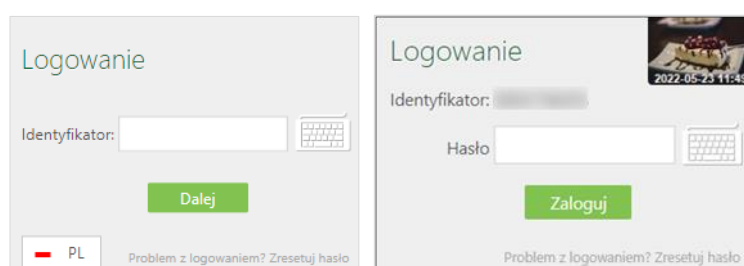 Logowanie
Identyfikator:
Dalej
PL
Problem z logowaniem? Zresetuj hasło
Logowanie
2022-05-23 11:49
Identyfikator:
Hasło
Zaloguj
Problem z logowaniem? Zresetuj hasło